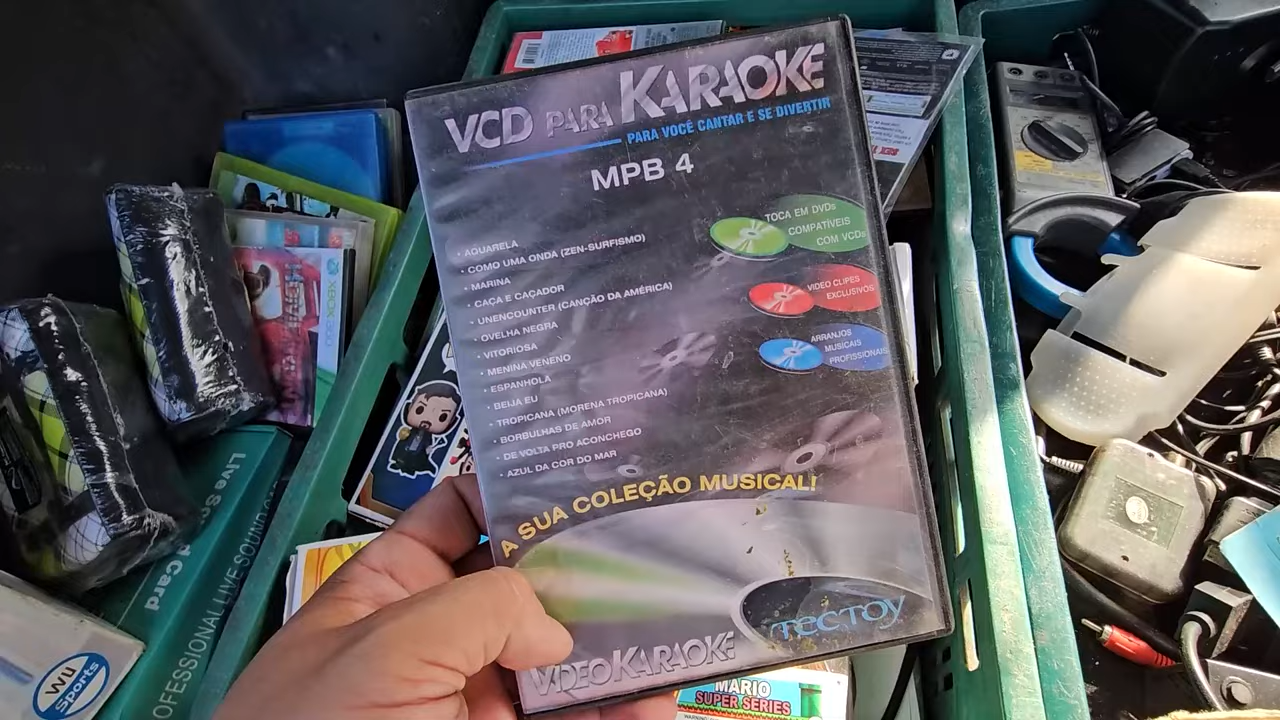 VCD PARA KARAOKE
PARA VOCÊ CANTAR E SE DIVERTIR
MPB 4
• AQUARELA
• COMO UMA ONDA (ZEN-SURFISMO)
• MARINA
• CAÇA E CAÇADOR
• UNENCOUNTER (CANÇÃO DA AMÉRICA)
• OVELHA NEGRA
• VITORIOSA
• MENINA VENENO
• ESPANHOLA
• BEIJA EU
• TROPICANA (MORENA TROPICANA)
• BORBULHAS DE AMOR
• DE VOLTA PRO ACONCHEGO
• AZUL DA COR DO MAR
TOCA EM DVDs
COMPATÍVEIS
COM VCDs
VIDEO CLIPES
EXCLUSIVOS
ARRANJOS
MUSICAIS
PROFISSIONAIS
A SUA COLEÇÃO MUSICAL!
TECTOY
VIDEOKARAOKE
XBOX 360
PROFESSIONAL LIVE SOUND
Wii
Sports
MARIO
SUPER SERIES